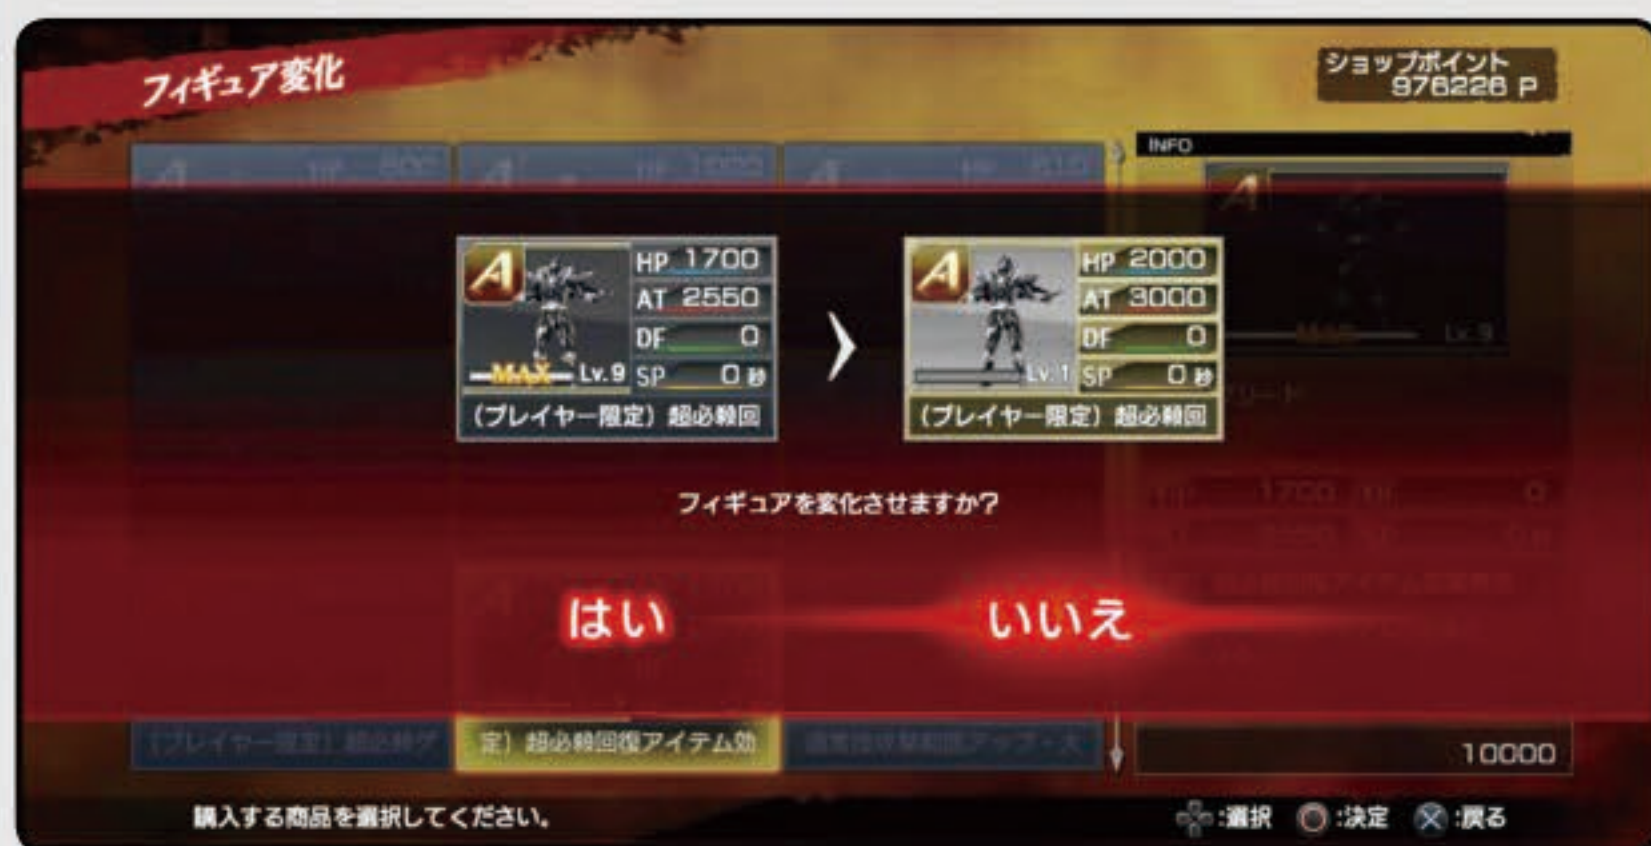 フィギュア変化
ショップポイント
976226 P
INFO
A
HP 1700
AT 2550
DF 0
MAX Lv.9 SP 0 秒
(プレイヤー限定) 超必頼回
A
HP 2000
AT 3000
DF 0
Lv.1 SP 0 秒
(プレイヤー限定) 超必頼回
フィギュアを変化させますか?
はい
いいえ
定) 超必頼回復アイテム効
10000
購入する商品を選択してください。
:選択 :決定 :戻る